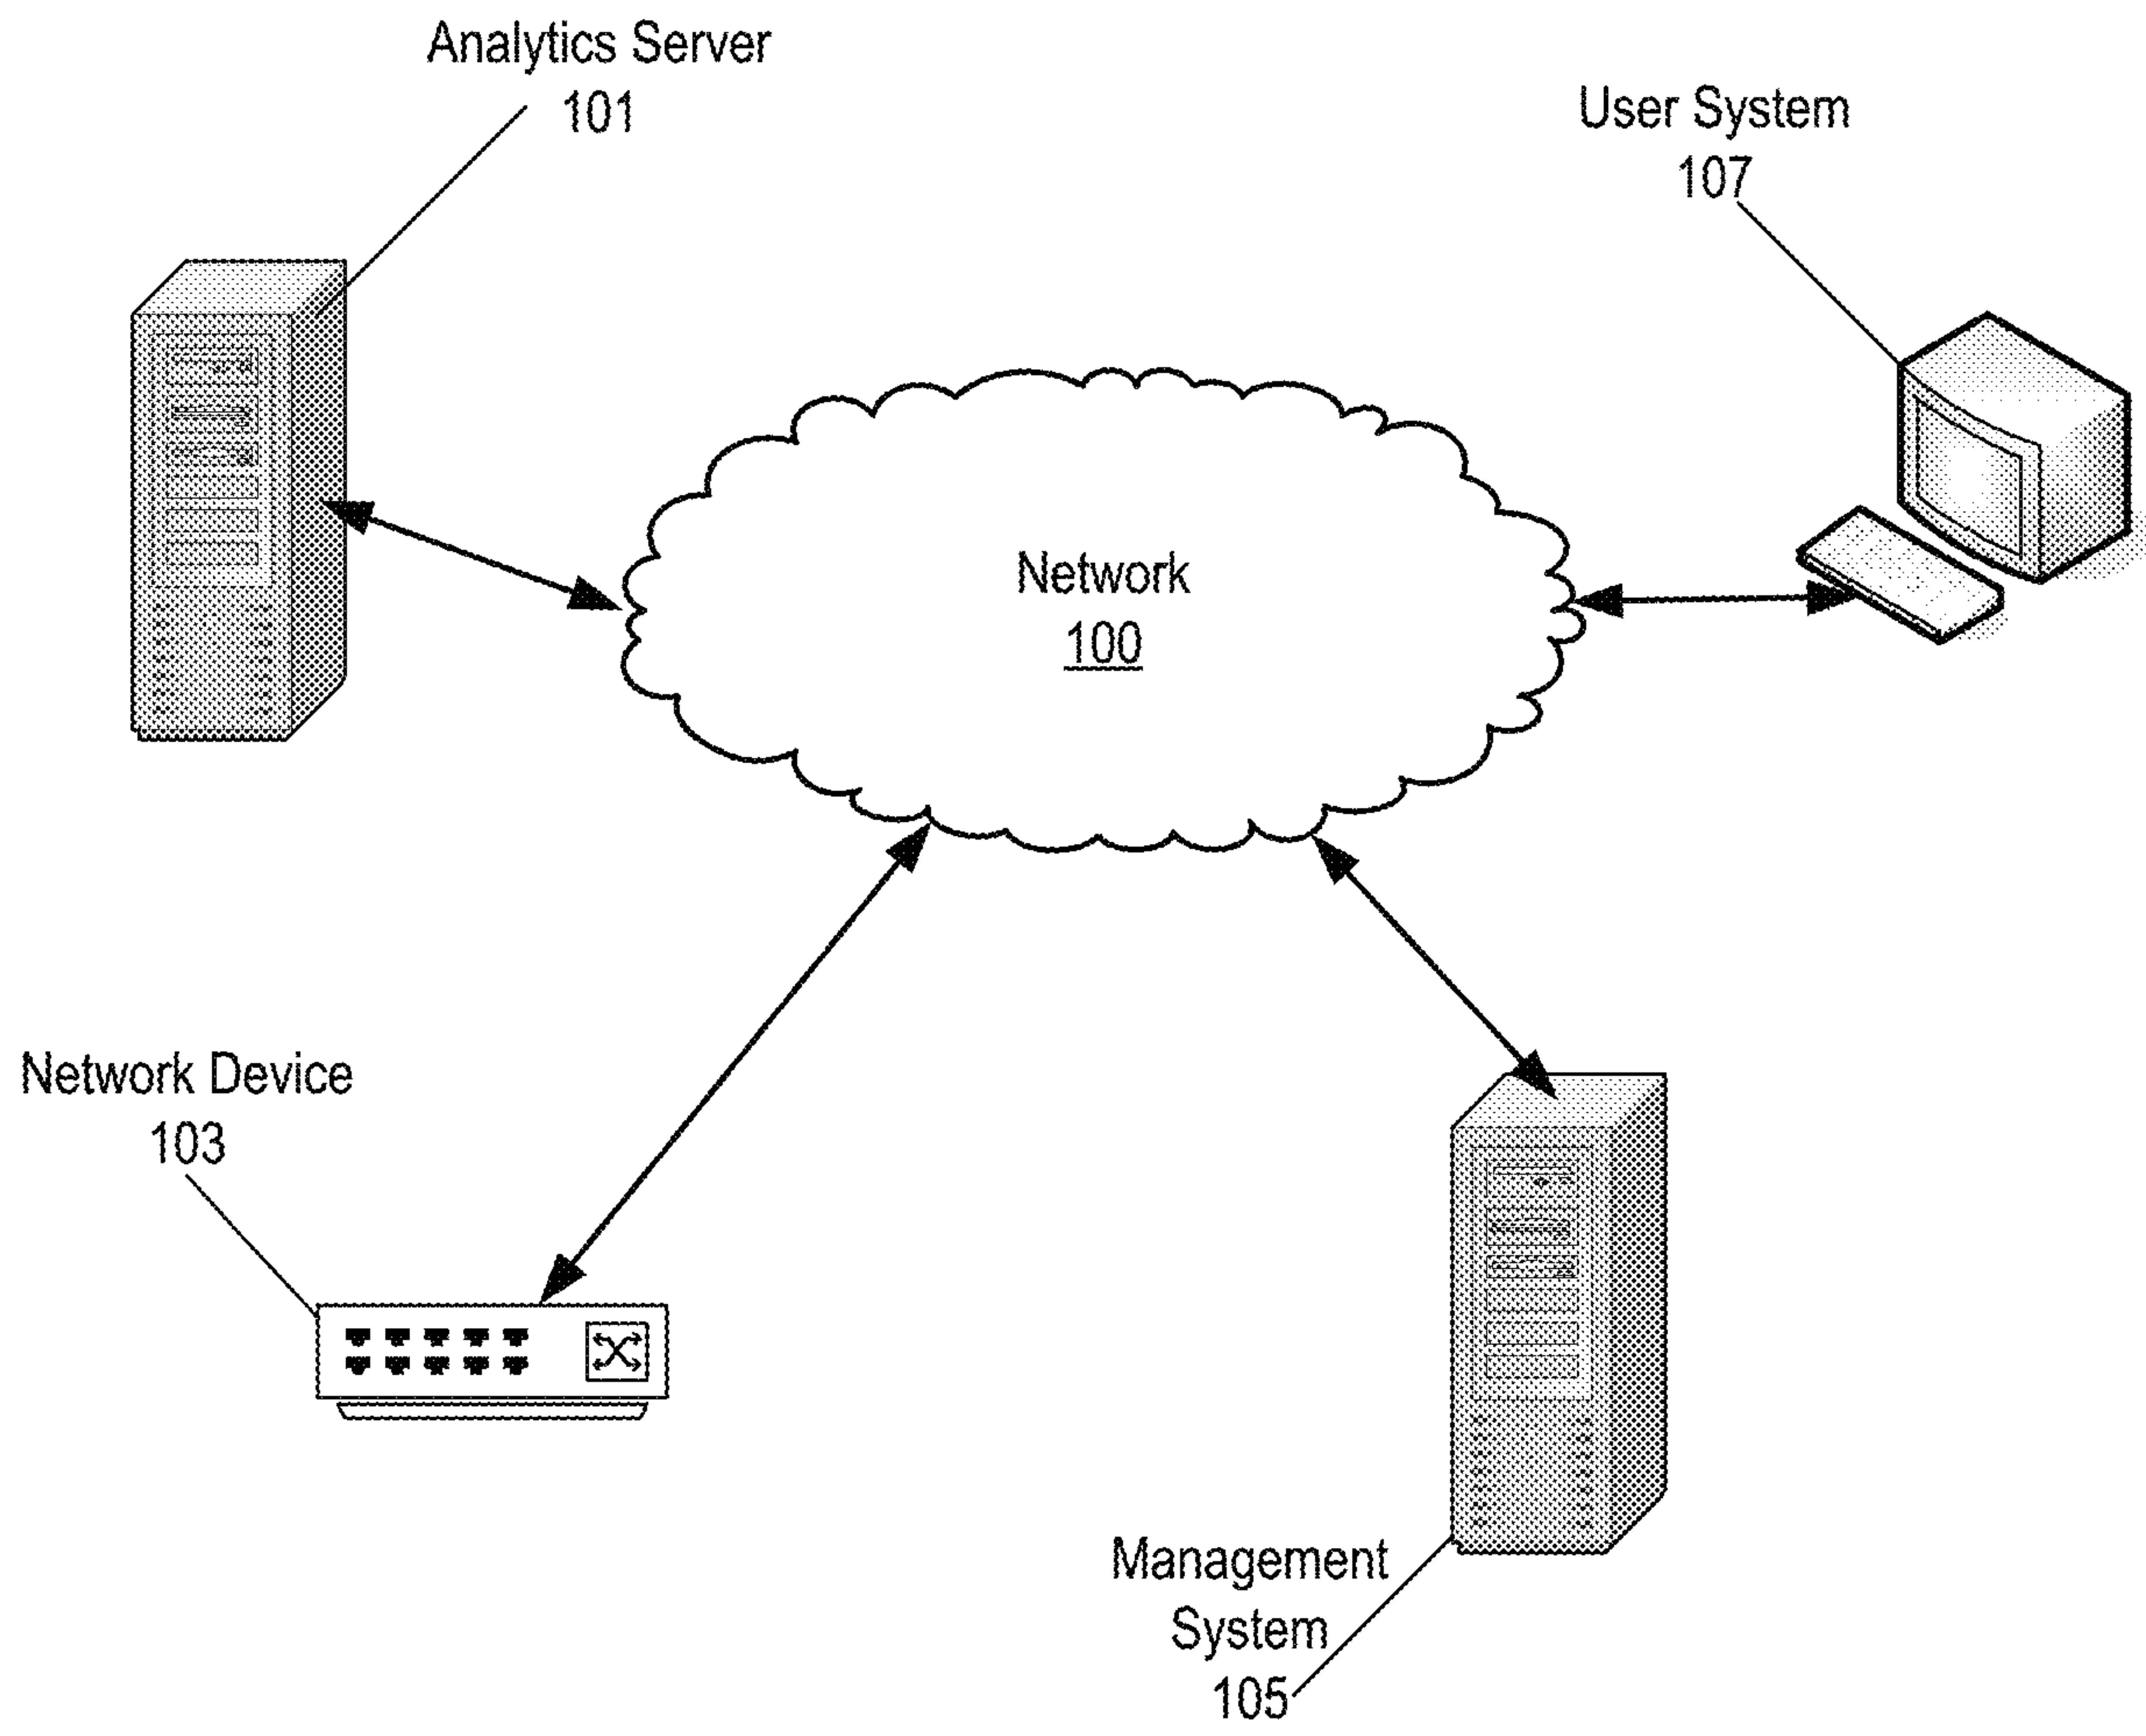 Analytics Server
101
User System
107
Network
100
Network Device
103
Management
System
105